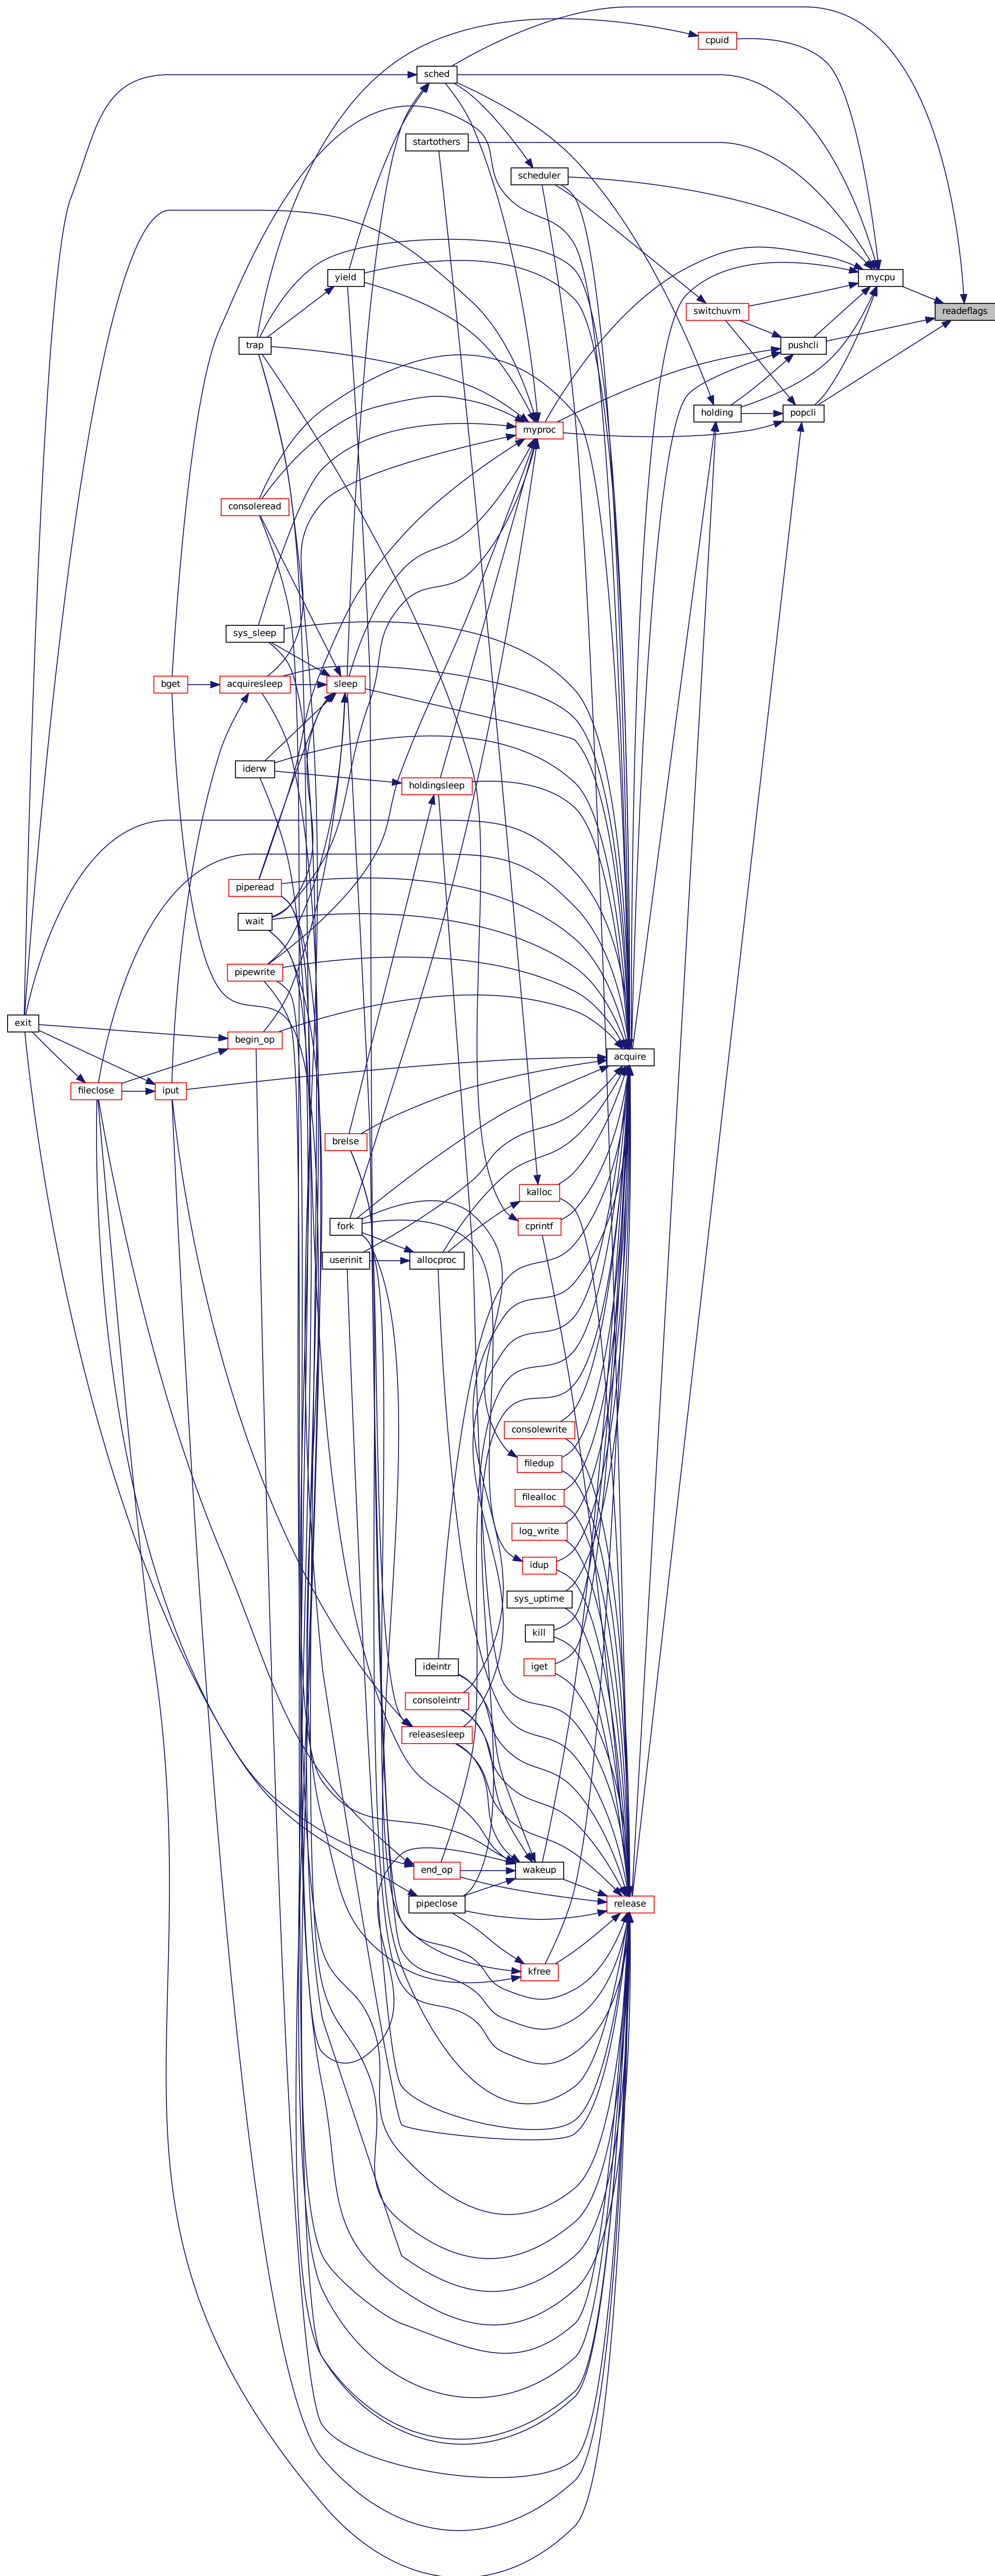 cpuid
sched
startothers
scheduler
yield
mycpu
switchuvm
readeflags
trap
pushcli
holding
popcli
myproc
consoleread
sys_sleep
bget
acquiresleep
sleep
iderw
holdingsleep
piperead
wait
pipewrite
exit
begin_op
acquire
fileclose
iput
brelse
kalloc
fork
cprintf
userinit
allocproc
consolewrite
filedup
filealloc
log_write
idup
sys_uptime
kill
ideintr
iget
consoleintr
releasesleep
end_op
wakeup
pipeclose
release
kfree